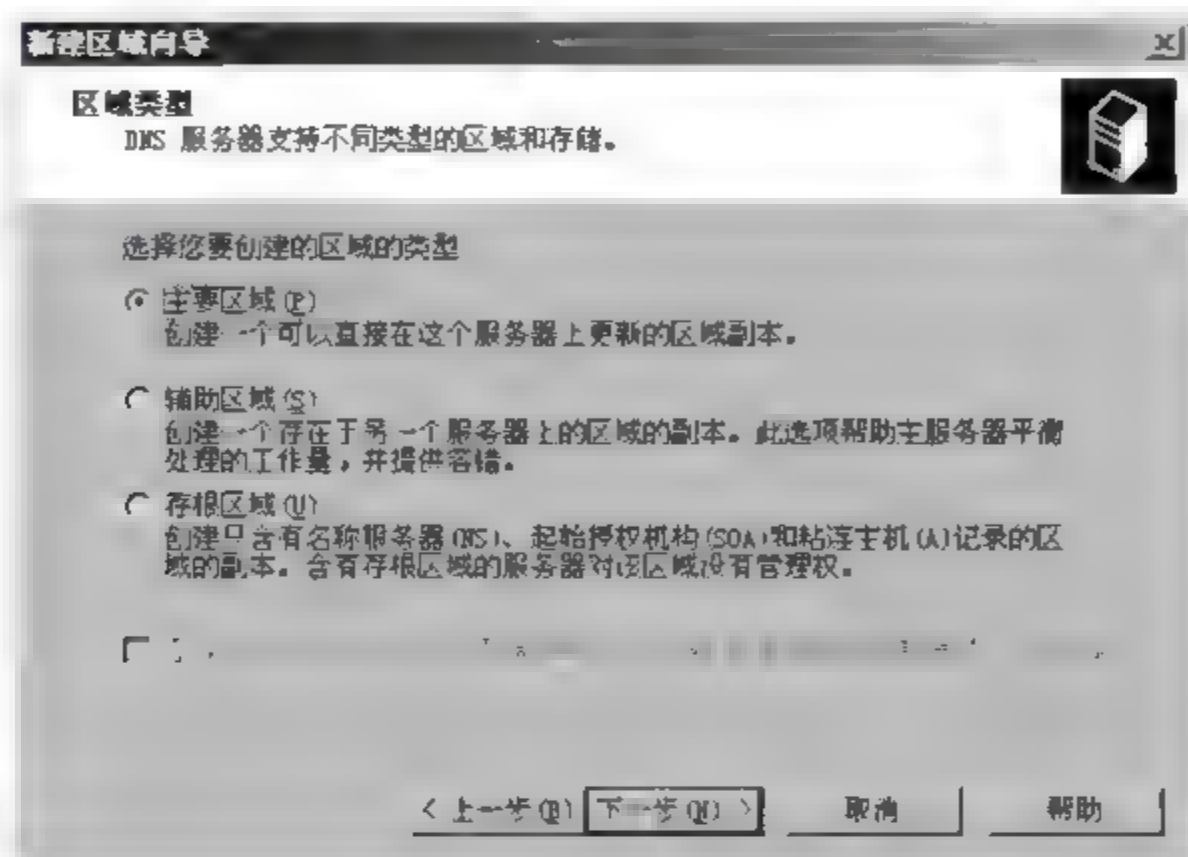 新建区域向导
区域类型
DNS 服务器支持不同类型的区域和存储。
选择您要创建的区域的类型
主要区域(P)
创建一个可以直接在这个服务器上更新的区域副本。
辅助区域(S)
创建一个存在于另一个服务器上的区域的副本。此选项帮助主服务器平衡
处理的工作量，并提供容错。
存根区域(U)
创建只含有名称服务器(NS)、起始授权机构(SOA)和粘连主机(A)记录的区
域的副本。含有存根区域的服务器对该区域没有管理权。
< 上一步(B)
下一步(N) >
取消
帮助